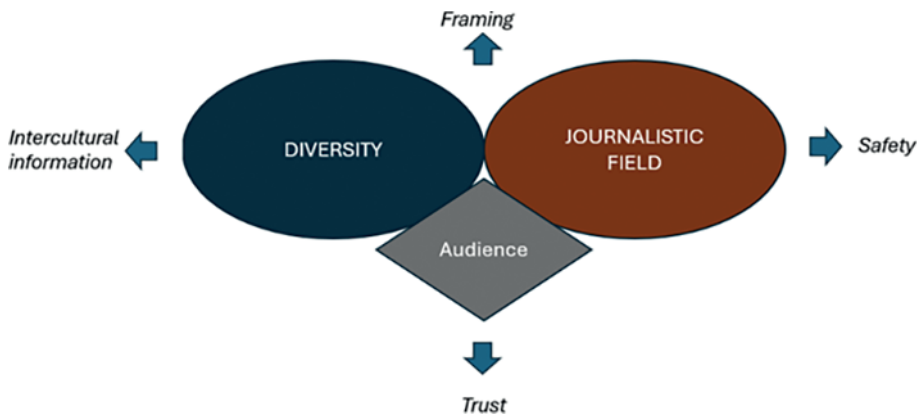 Framing
Intercultural
information
DIVERSITY
JOURNALISTIC
FIELD
Safety
Audience
Trust